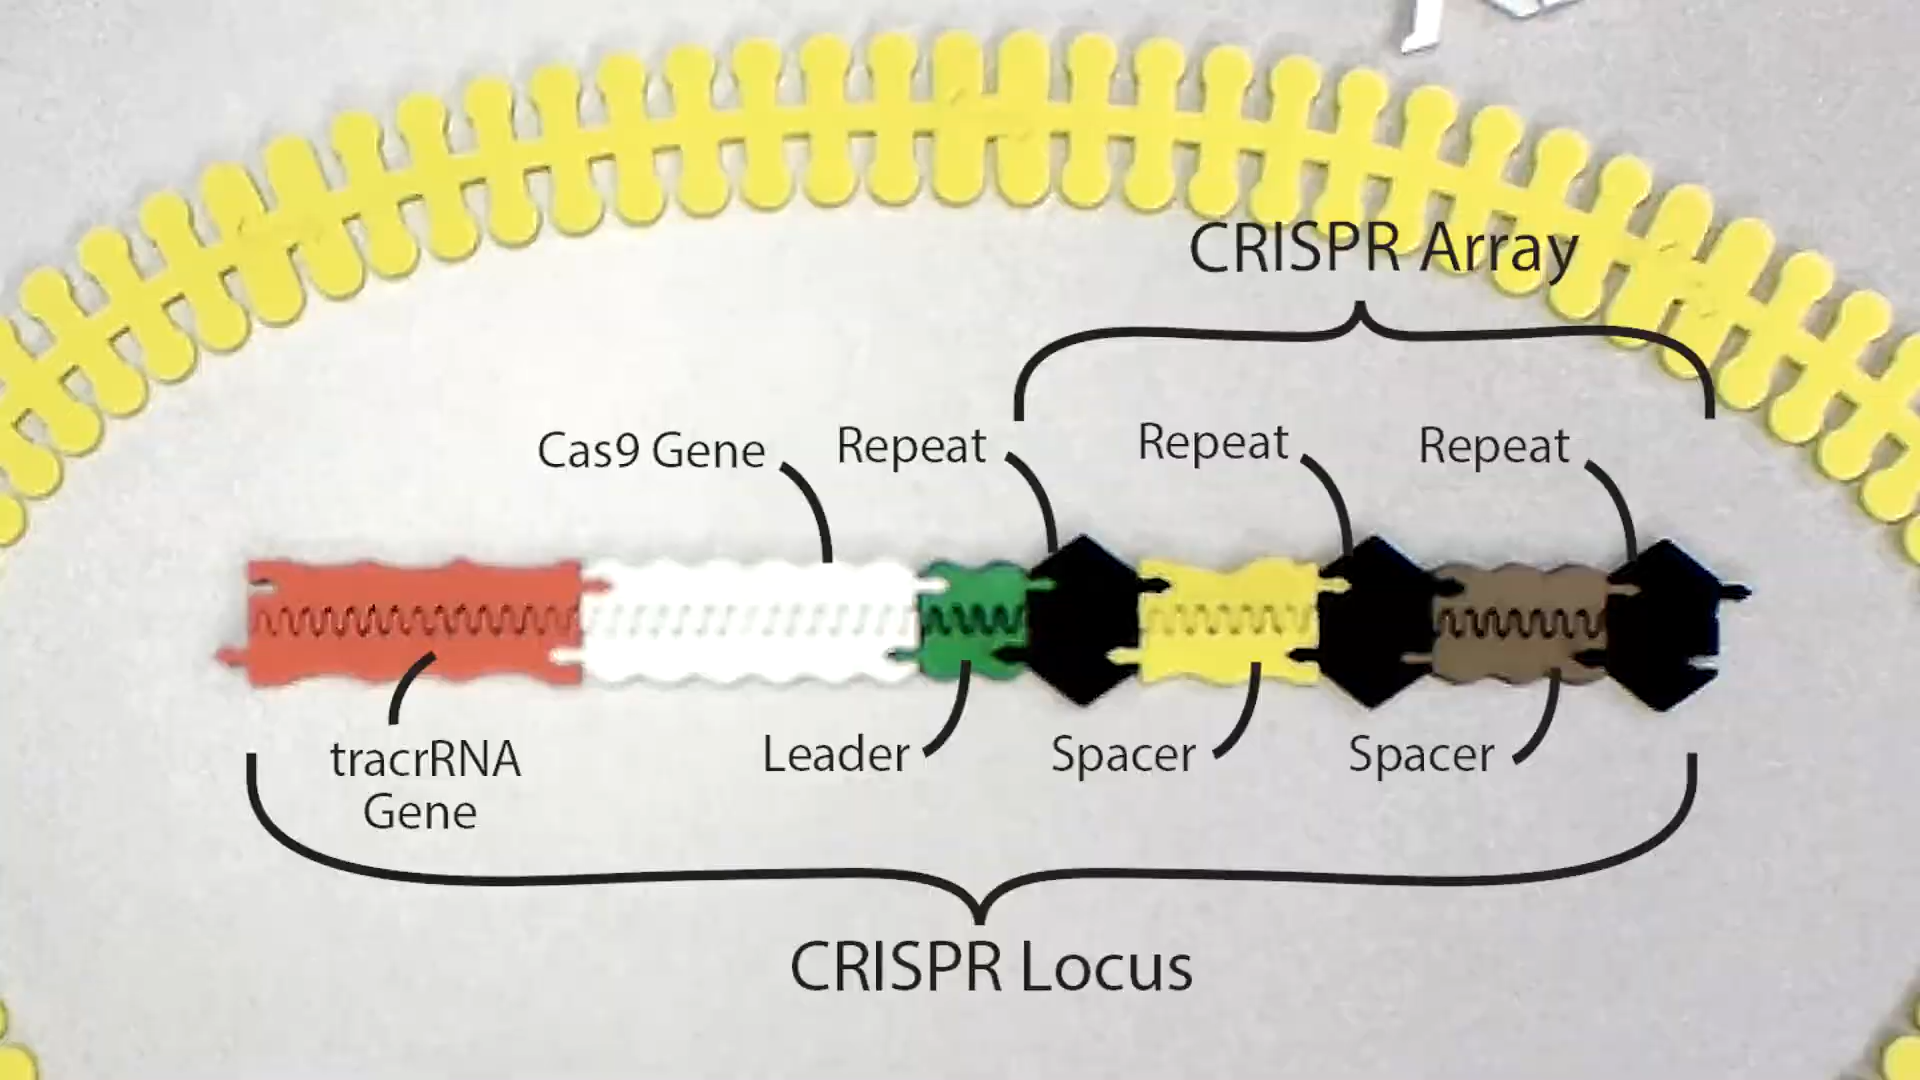 CRISPR Array
Cas9 Gene
Repeat
Repeat
Repeat
tracrRNA
Gene
Leader
Spacer
Spacer
CRISPR Locus